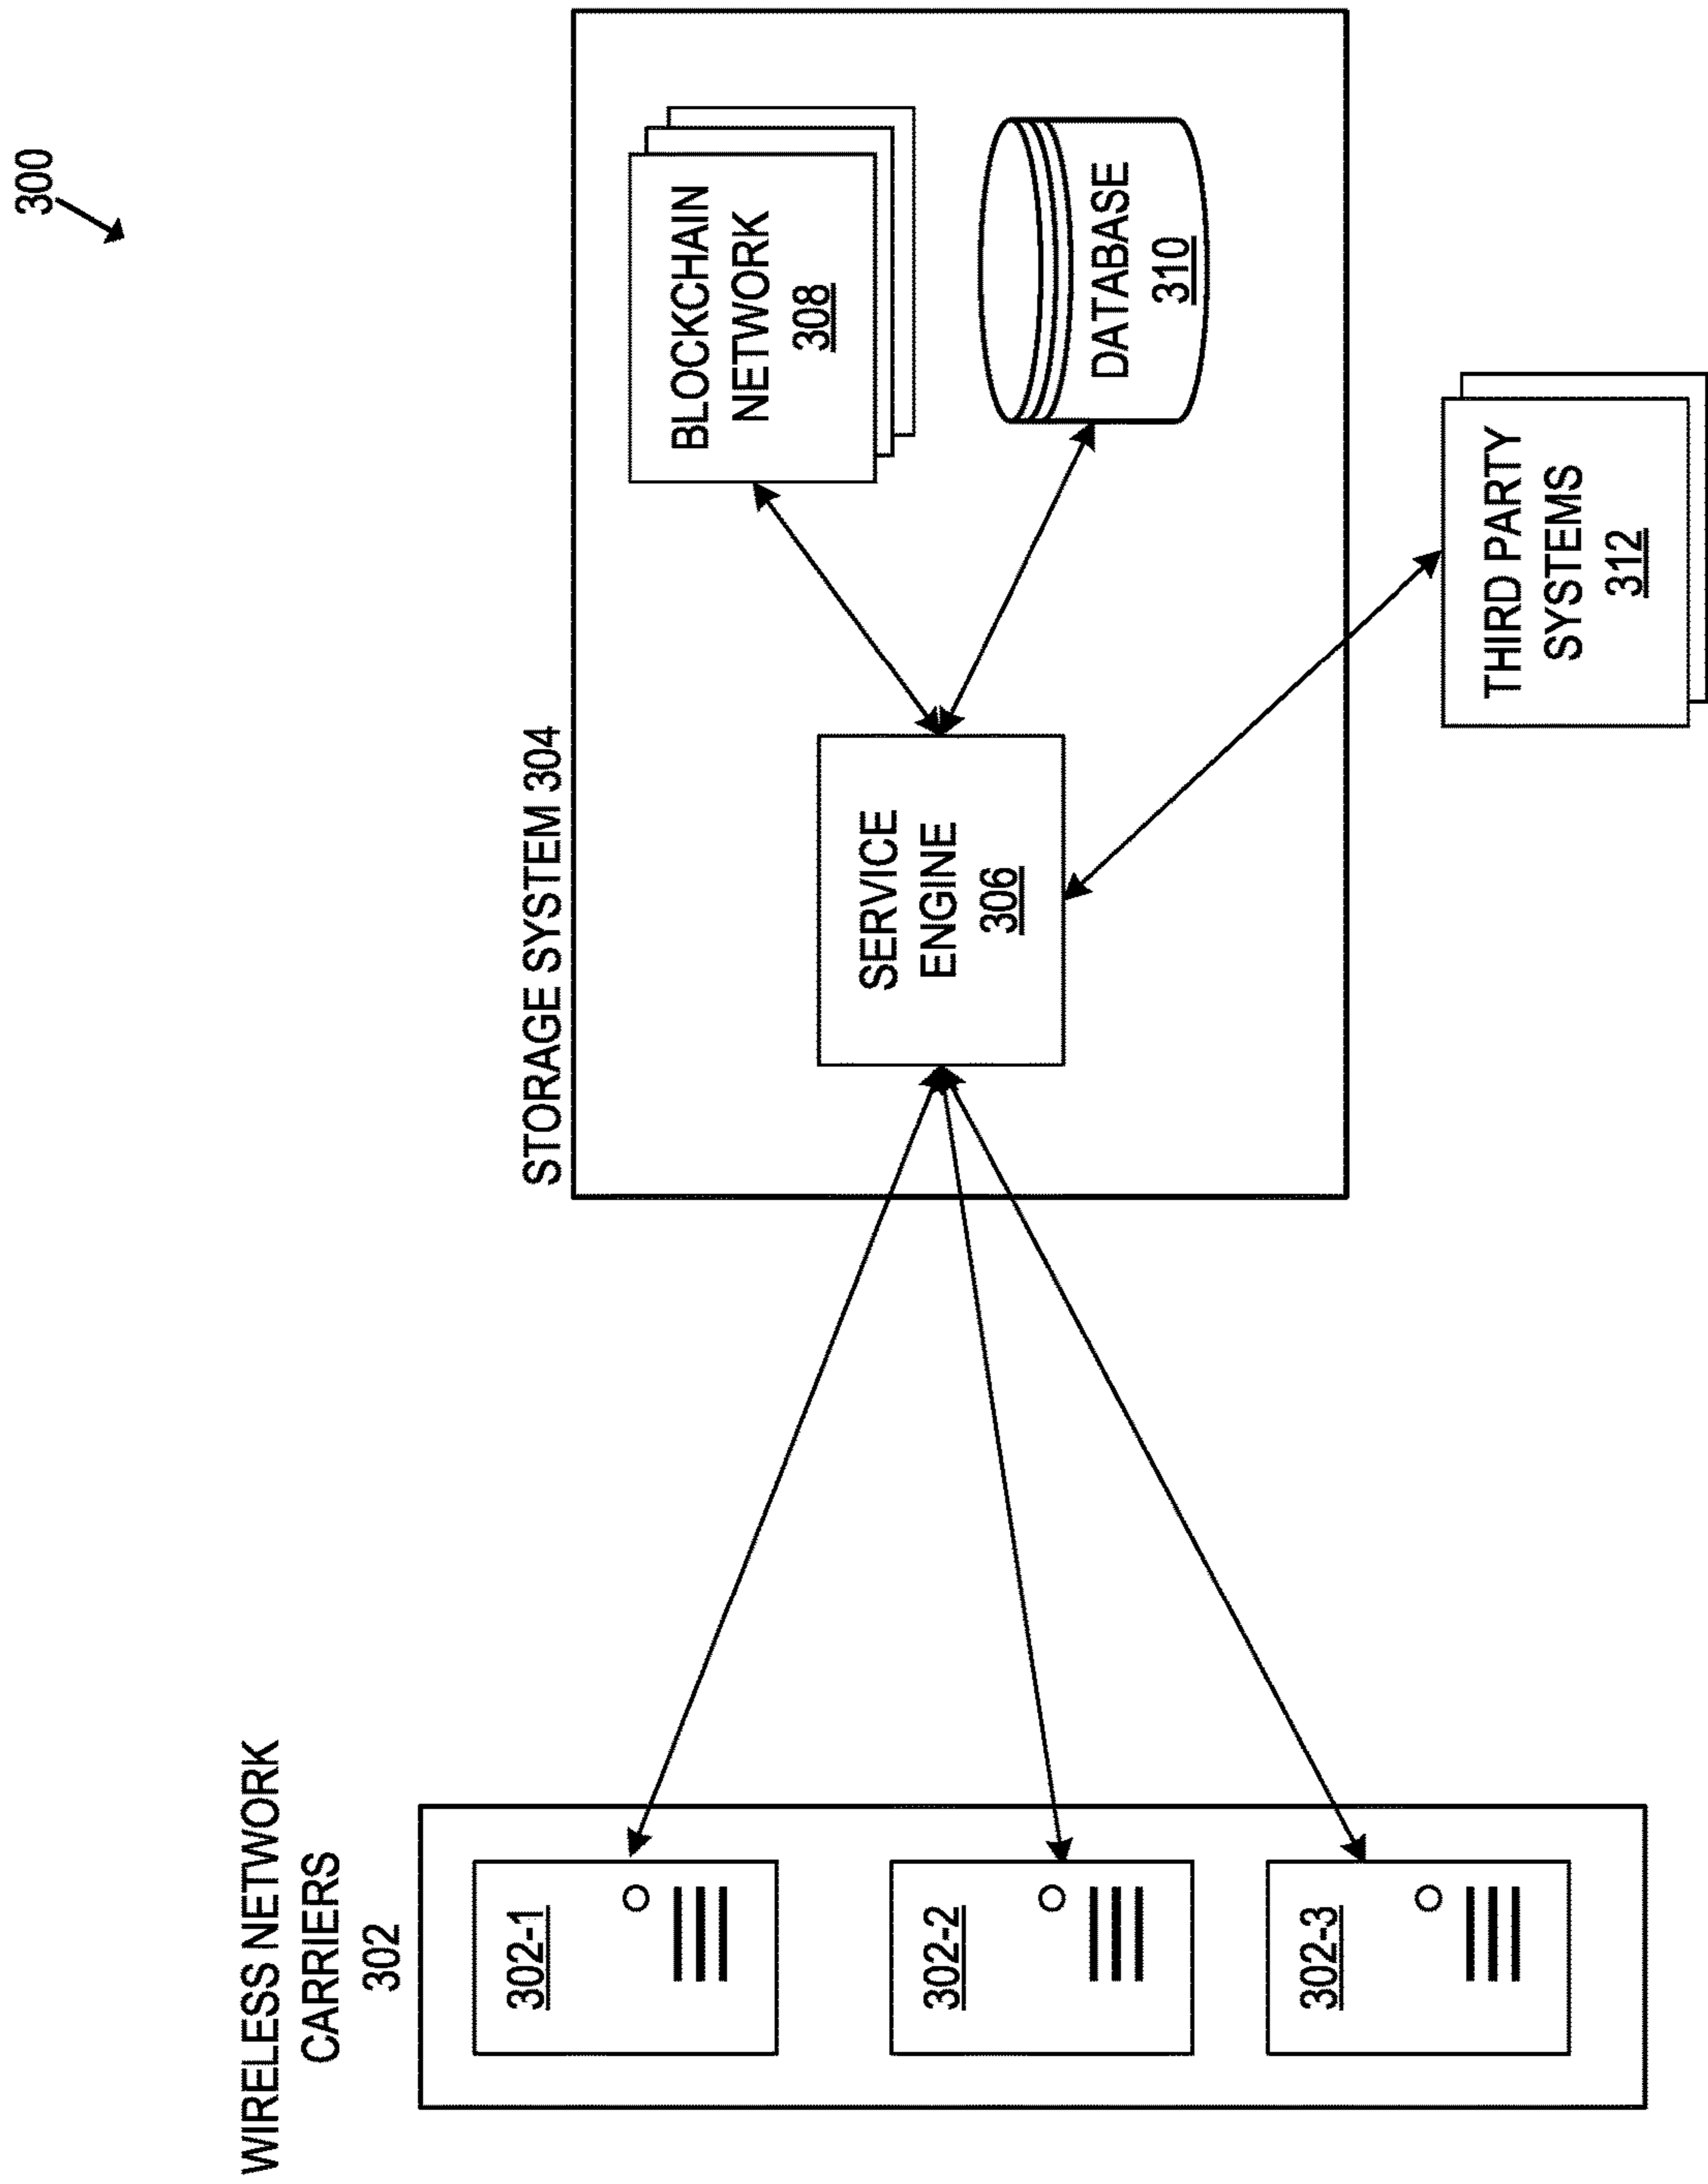 300
WIRELESS NETWORK
CARRIERS
302
302-1
302-2
302-3
STORAGE SYSTEM 304
SERVICE
ENGINE
306
BLOCKCHAIN
NETWORK
308
DATABASE
310
THIRD PARTY
SYSTEMS
312